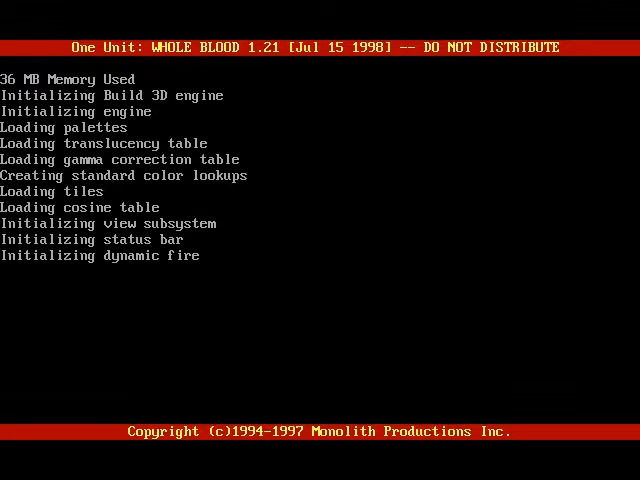 One Unit: WHOLE BLOOD 1.21 [Jul 15 1998] -- DO NOT DISTRIBUTE
36 MB Memory Used
Initializing Build 3D engine
Initializing engine
Loading palettes
Loading translucency table
Loading gamma correction table
Creating standard color lookups
Loading tiles
Loading cosine table
Initializing view subsystem
Initializing status bar
Initializing dynamic fire
Copyright (c)1994-1997 Monolith Productions Inc.